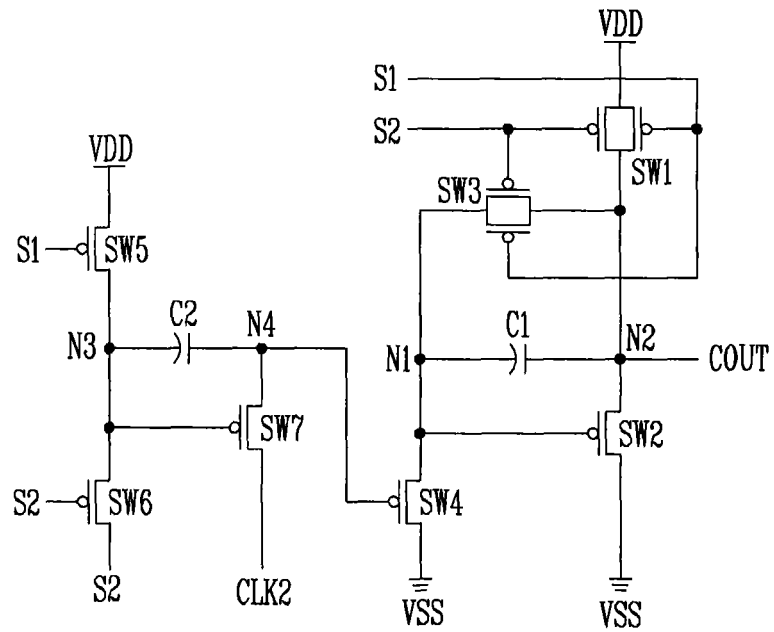 VDD
S1
S2
SW1
VDD
SW3
S1
SW5
C2
N4
C1
N3
N1
N2
COUT
SW7
SW2
S2
SW6
SW4
S2
CLK2
VSS
VSS